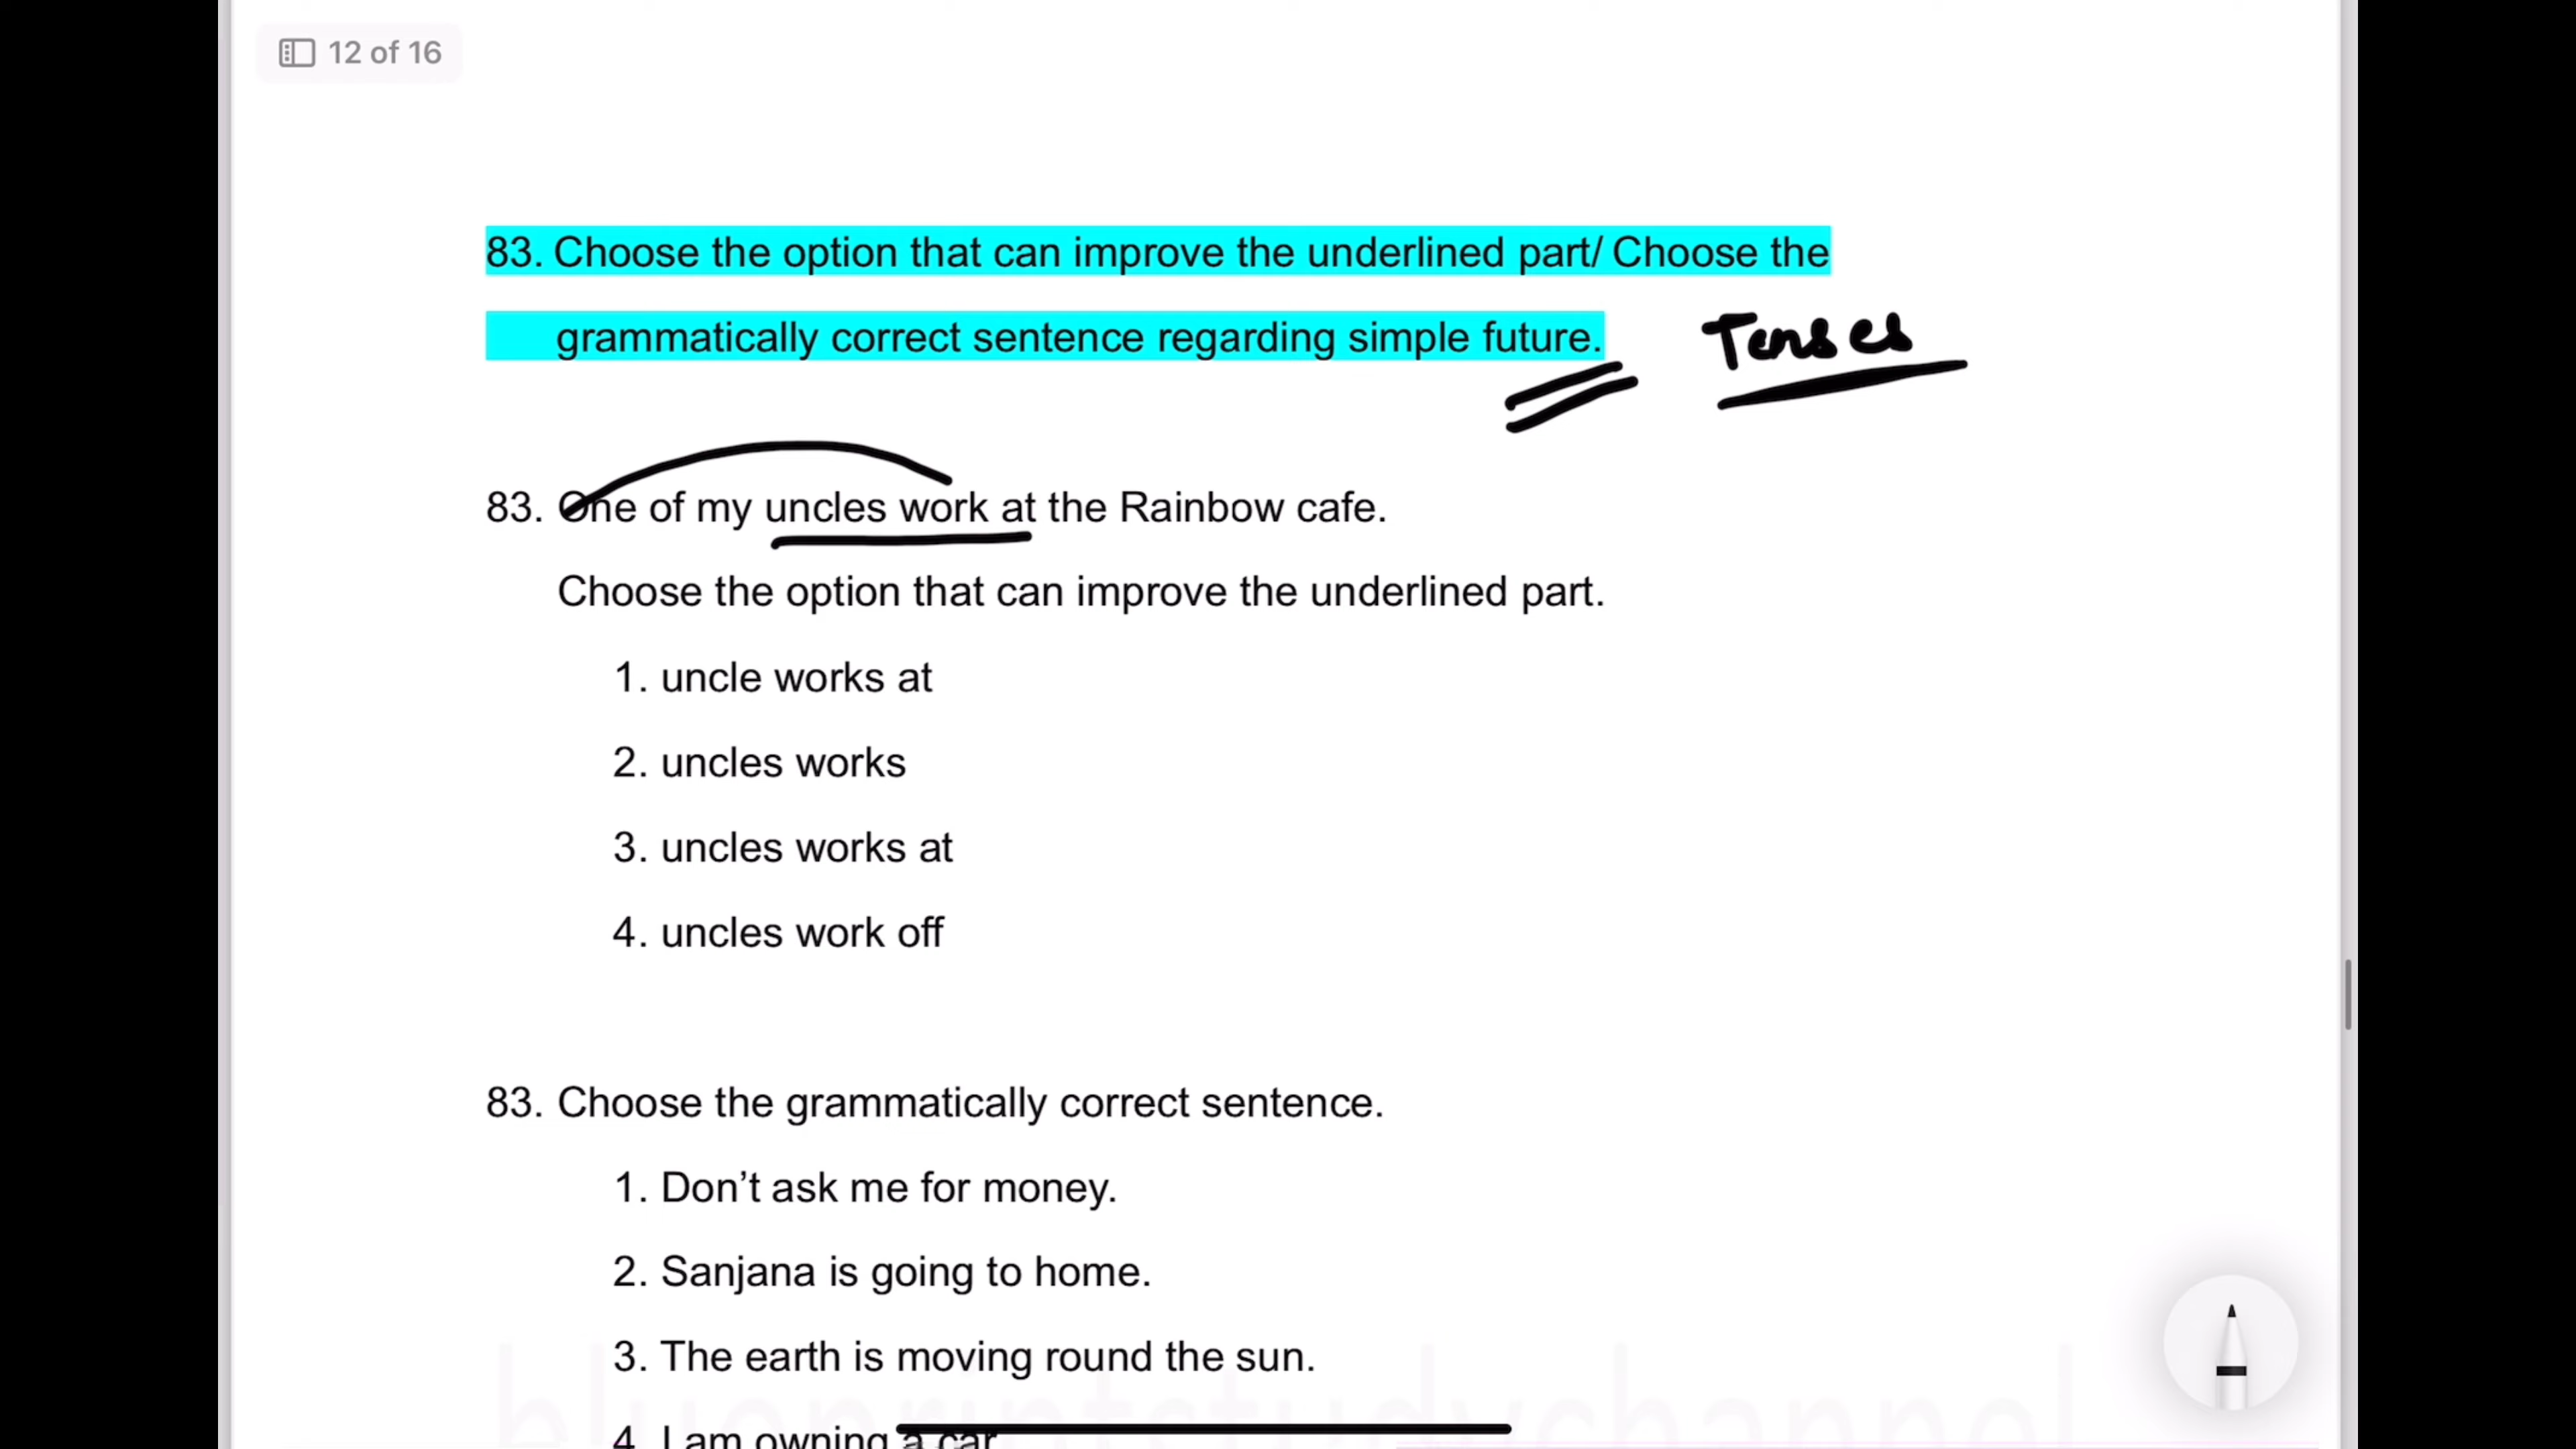 12 of 16
83. Choose the option that can improve the underlined part/ Choose the
grammatically correct sentence regarding simple future.
Tenses
83. One of my uncles work at the Rainbow cafe.
Choose the option that can improve the underlined part.
1. uncle works at
2. uncles works
3. uncles works at
4. uncles work off
83. Choose the grammatically correct sentence.
1. Don’t ask me for money.
2. Sanjana is going to home.
3. The earth is moving round the sun.
4. I am owning a car
blueprintstudychannel